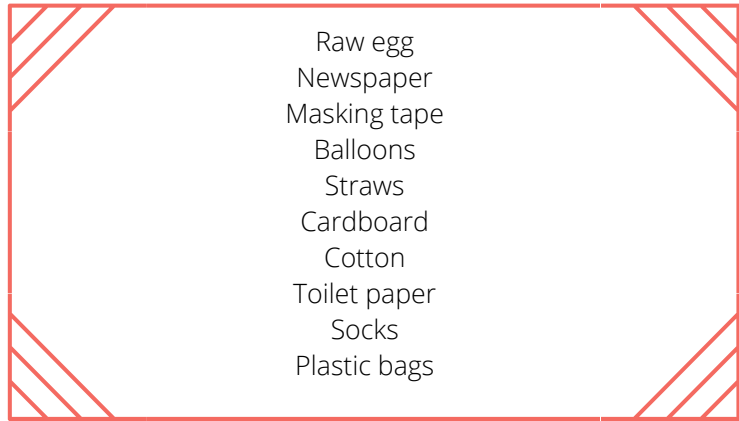 Raw egg
Newspaper
Masking tape
Balloons
Straws
Cardboard
Cotton
Toilet paper
Socks
Plastic bags